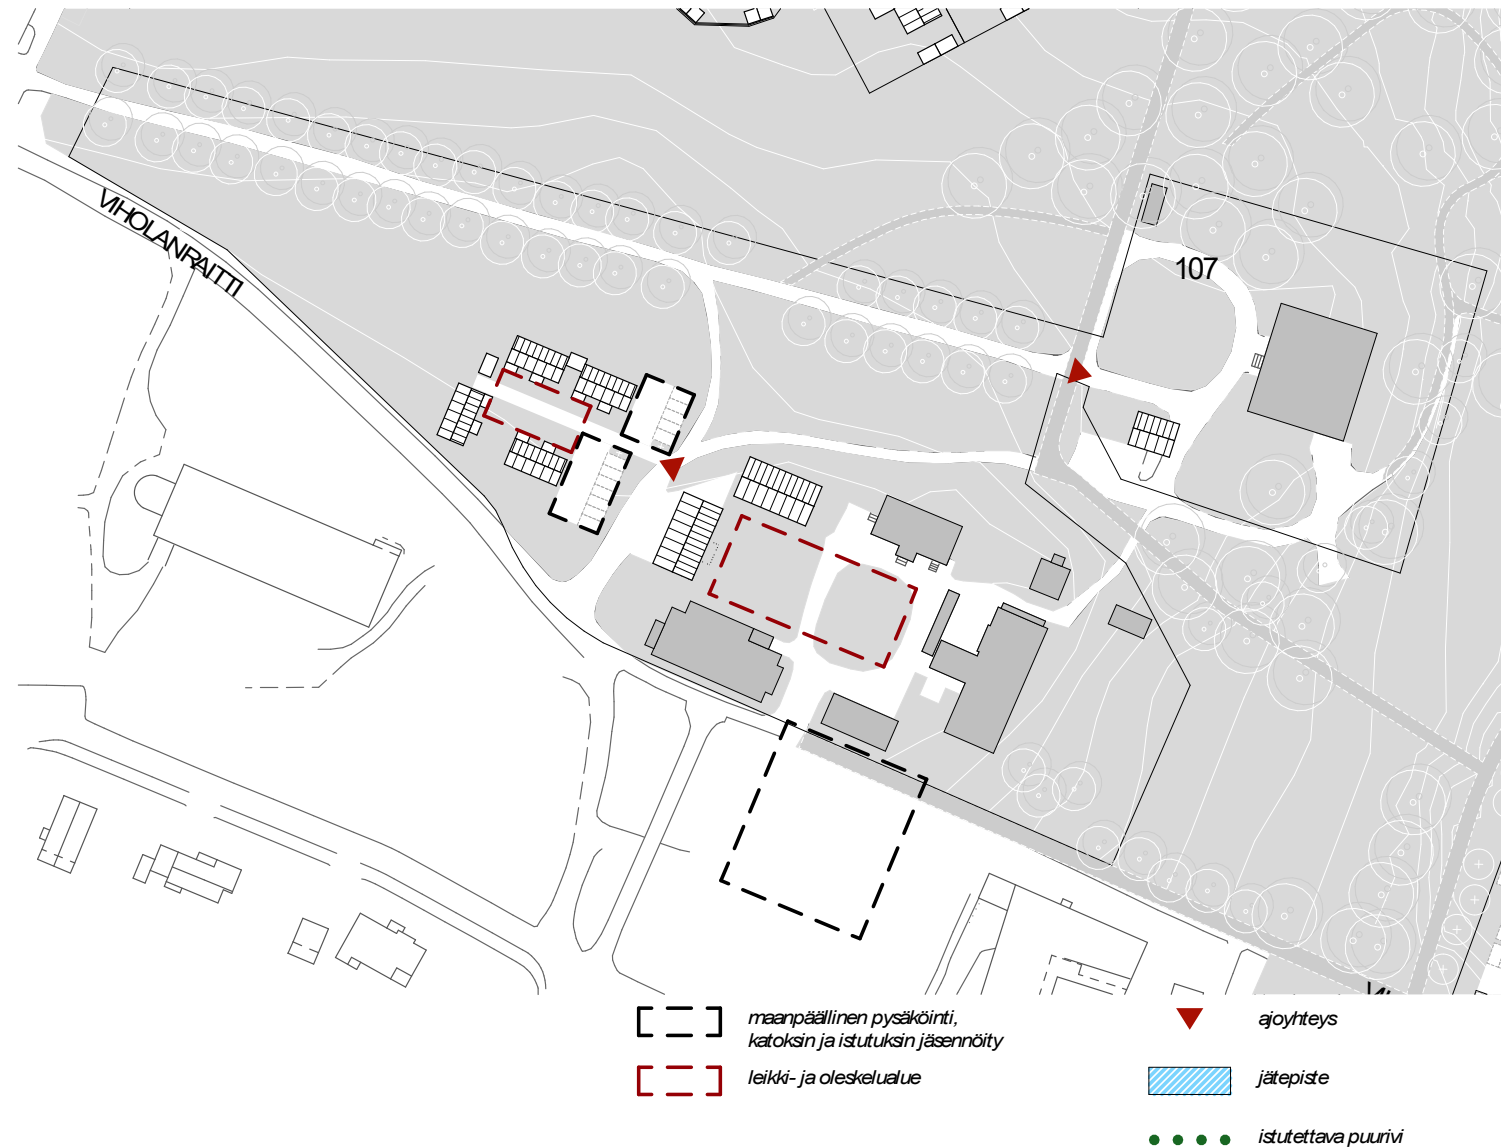 VIHOLANRAITTI
107
maanpäällinen pysäköinti,
katoksin ja istutuksin jäsennöity
leikki- ja oleskelualue
ajoyhteys
jätepiste
istutettava puurivi